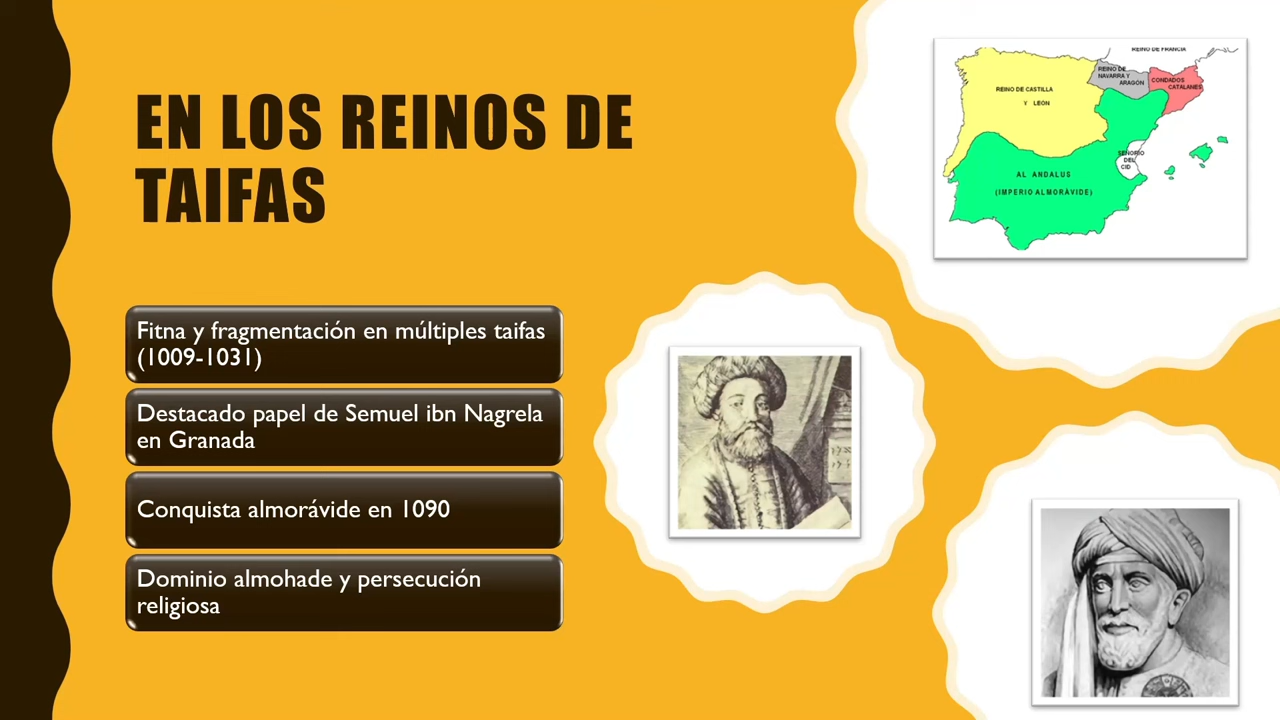 EN LOS REINOS DE
TAIFAS
Fitna y fragmentación en múltiples taifas
(1009-1031)
Destacado papel de Semuel ibn Nagrela
en Granada
Conquista almorávide en 1090
Dominio almohade y persecución
religiosa
REINO DE FRANCIA
REINO DE
NAVARRA Y
ARAGÓN
CONDADOS
CATALANES
REINO DE CASTILLA
Y LEÓN
SEÑORIO
DEL
CID
AL ANDALUS
(IMPERIO ALMORÁVIDE)